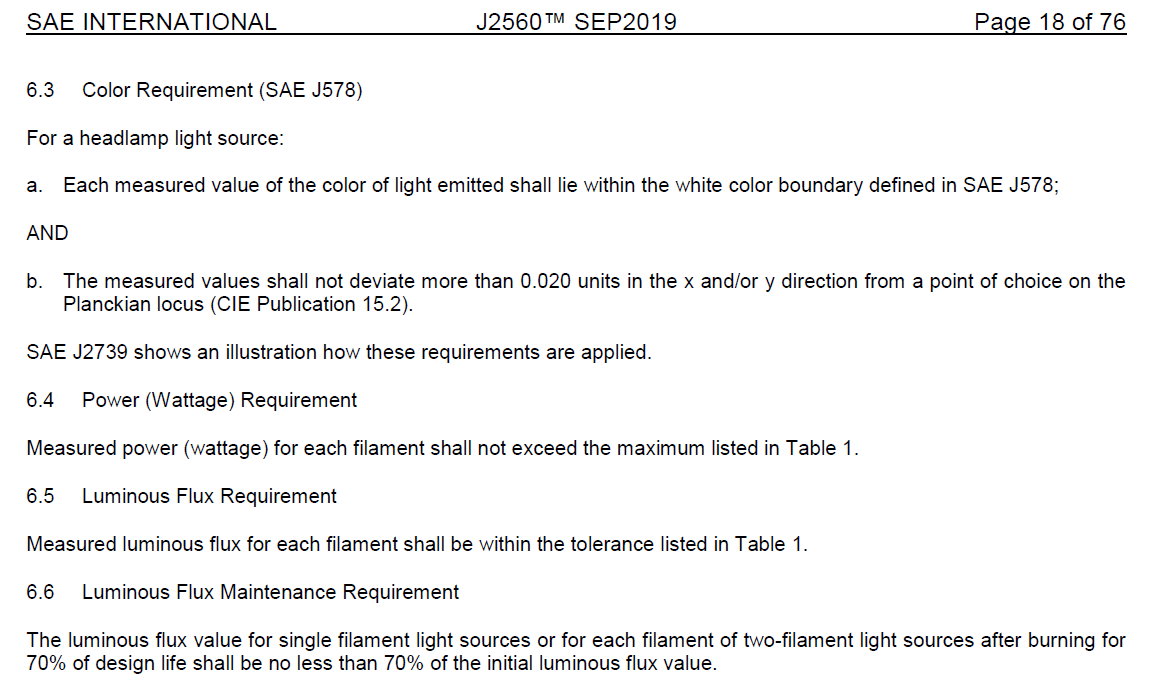 SAE INTERNATIONAL J2560™ SEP2019 Page 18 of 76
6.3 Color Requirement (SAE J578)
For a headlamp light source:
a. Each measured value of the color of light emitted shall lie within the white color boundary defined in SAE J578;
AND
b. The measured values shall not deviate more than 0.020 units in the x and/or y direction from a point of choice on the
Planckian locus (CIE Publication 15.2).
SAE J2739 shows an illustration how these requirements are applied.
6.4 Power (Wattage) Requirement
Measured power (wattage) for each filament shall not exceed the maximum listed in Table 1.
6.5 Luminous Flux Requirement
Measured luminous flux for each filament shall be within the tolerance listed in Table 1.
6.6 Luminous Flux Maintenance Requirement
The luminous flux value for single filament light sources or for each filament of two-filament light sources after burning for
70% of design life shall be no less than 70% of the initial luminous flux value.